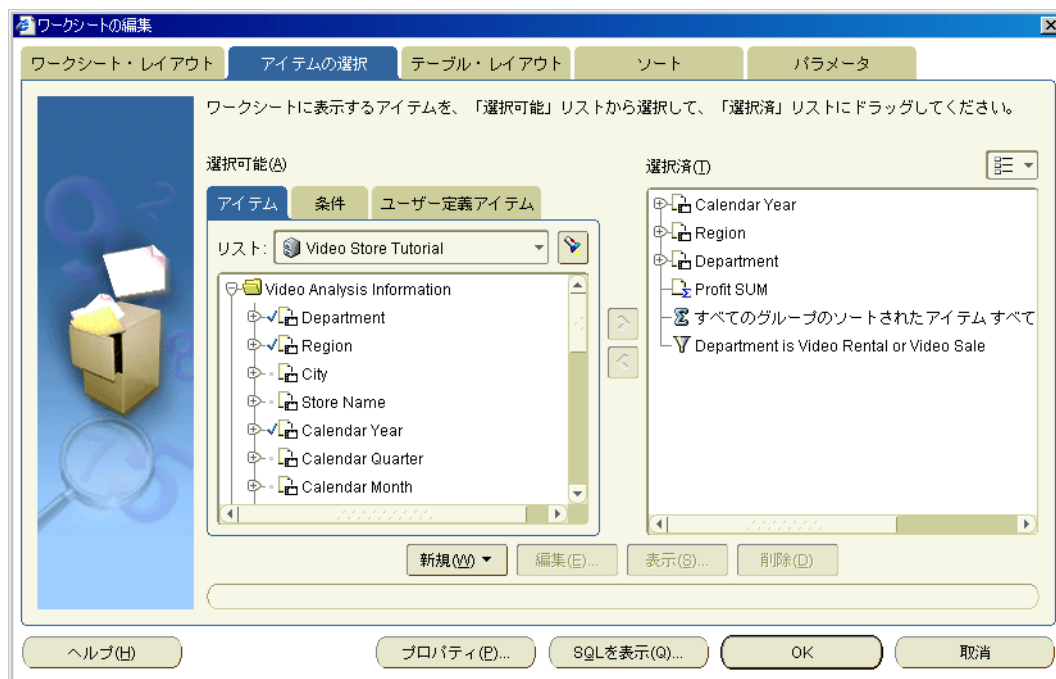 ワークシートの編集
ワークシート・レイアウト アイテムの選択 テーブル・レイアウト ソート パラメータ
ワークシートに表示するアイテムを、「選択可能」リストから選択して、「選択済」リストにドラッグしてください。
選択可能(A)
選択済(T)
アイテム 条件 ユーザー定義アイテム
リスト: Video Store Tutorial
Video Analysis Information
Department
Region
City
Store Name
Calendar Year
Calendar Quarter
Calendar Month
Calendar Year
Region
Department
Profit SUM
すべてのグループのソートされたアイテム すべて
Department is Video Rental or Video Sale
新規(W) 編集(E)... 表示(S)... 削除(D)
ヘルプ(H) プロパティ(P)... SQLを表示(Q)... OK 取消